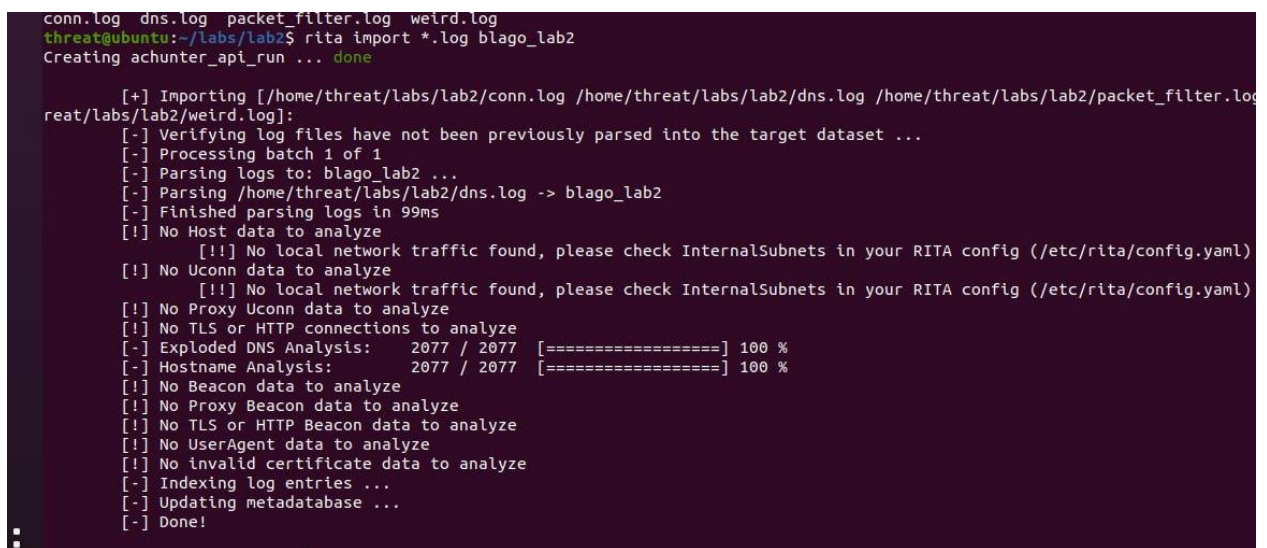 conn.log dns.log packet_filter.log weird.log
threat@ubuntu:~/labs/lab2$ rita import *.log blago_lab2
Creating achunter_api_run ... done
[+] Importing [/home/threat/labs/lab2/conn.log /home/threat/labs/lab2/dns.log /home/threat/labs/lab2/packet_filter.log
reat/labs/lab2/weird.log]:
[-] Verifying log files have not been previously parsed into the target dataset ...
[-] Processing batch 1 of 1
[-] Parsing logs to: blago_lab2 ...
[-] Parsing /home/threat/labs/lab2/dns.log -> blago_lab2
[-] Finished parsing logs in 99ms
[!] No Host data to analyze
[!!] No local network traffic found, please check InternalSubnets in your RITA config (/etc/rita/config.yaml)
[!] No Uconn data to analyze
[!!] No local network traffic found, please check InternalSubnets in your RITA config (/etc/rita/config.yaml)
[!] No Proxy Uconn data to analyze
[!] No TLS or HTTP connections to analyze
[-] Exploded DNS Analysis: 2077 / 2077 [==================] 100 %
[-] Hostname Analysis: 2077 / 2077 [==================] 100 %
[!] No Beacon data to analyze
[!] No Proxy Beacon data to analyze
[!] No TLS or HTTP Beacon data to analyze
[!] No UserAgent data to analyze
[!] No invalid certificate data to analyze
[-] Indexing log entries ...
[-] Updating metadatabase ...
[-] Done!